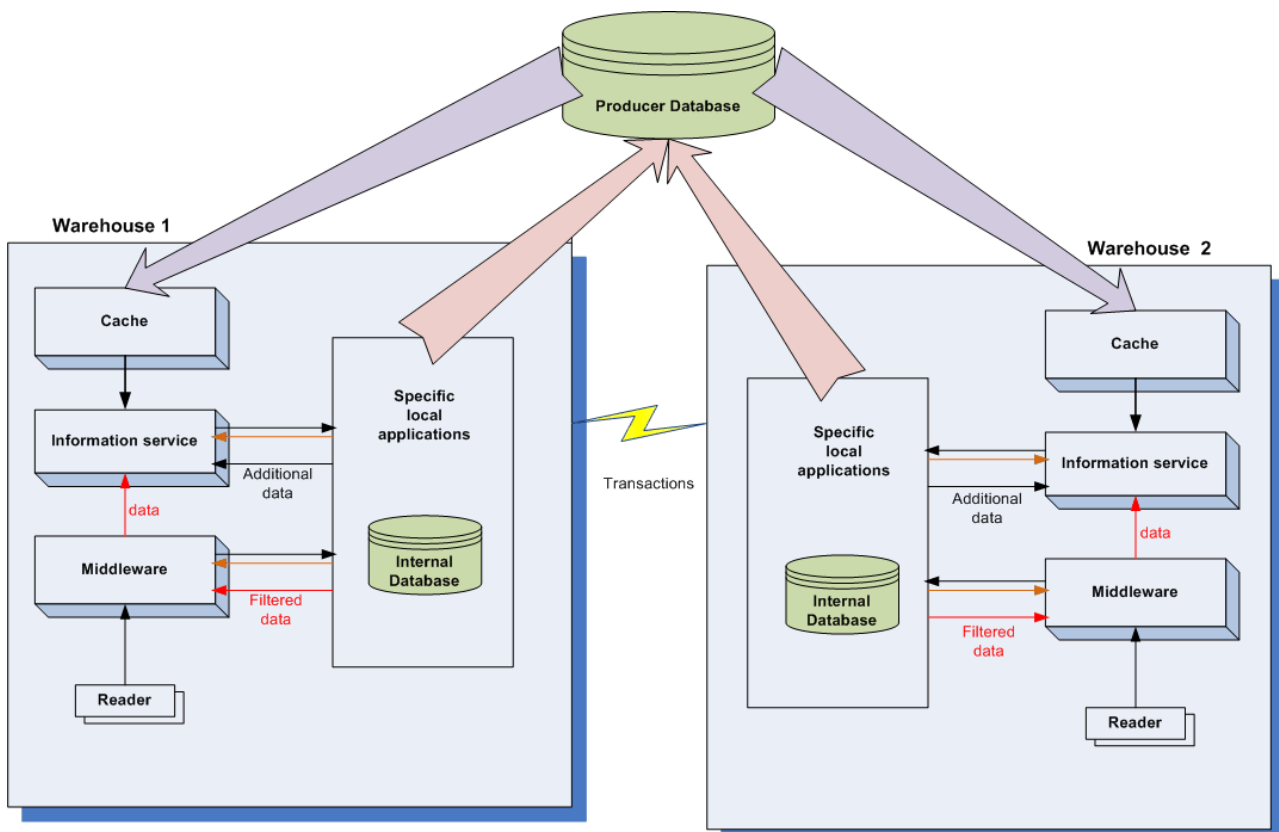 Producer Database
Warehouse 1
Warehouse 2
Cache
Specific
local
applications
Information service
Additional
data
data
Middleware
Internal
Database
Filtered
data
Reader
Transactions
Cache
Specific
local
applications
Information service
Additional
data
data
Internal
Database
Middleware
Filtered
data
Reader